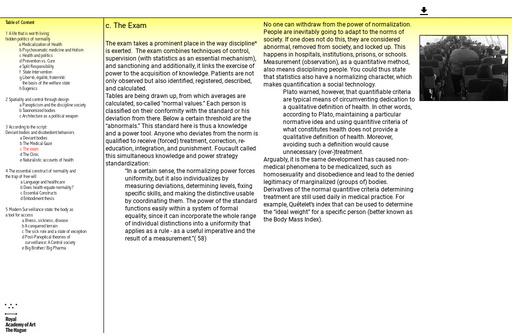 Table of Content
1 A life that is worth living:
hidden politics of normality
a Medicalization of Health
b Psychosomatic medicine and Holism
c Health and politics
d Prevention vs. Cure
e Split Responsibility
f State Intervention
g Liberté, égalité, fraternité:
the basis of the welfare state
h Eugenics
2 Spatiality and control through design
a Panopticism and the discipline society
b Taxonomized bodies
c Architecture as a political weapon
3 According to the script:
Deviant bodies and disobedient behaviors
a Deviant bodies
b The Medical Gaze
c The exam
d The Clinic
e Naturalistic accounts of health
4 The essential construct of normality and
the top of tree will
a Language and healthcare
b Does health equate normality?
c Essential Constructs
d Embodiment thesis
5 Modern Surveillance state: the body as
a tool for access
a Illness, sickness, disease
b A cancered terrain
c The sick role and a state of exception
d Post-Panoptical theories of
surveillance: A Control society
e Big Brother/ Big Pharma
Royal
Academy of Art
The Hague
c. The Exam
The exam takes a prominent place in the way discipline"
is exerted. The exam combines techniques of control,
supervision (with statistics as an essential mechanism),
and sanctioning and additionally, it links the exercise of
power to the acquisition of knowledge. Patients are not
only observed but also identified, registered, described,
and calculated.
Tables are being drawn up, from which averages are
calculated, so-called "normal values." Each person is
classified on their conformity with the standard or his/her
deviation from there. Below a certain threshold are the
"abnormals." This standard here is thus a knowledge
and a power tool. Anyone who deviates from the norm is
qualified to receive (forced) treatment, correction, re-
education, integration, and punishment. Foucault called
this simultaneous knowledge and power strategy
standardization:
"In a certain sense, the normalizing power forces
uniformity, but it also individualizes by
measuring deviations, determining levels, fixing
specific skills, and making the distinctive usable
by coordinating them. The power of the standard
functions easily within a system of formal
equality, since it can incorporate the whole range
of individual distinctions into a uniformity that
applies as a rule - as a useful imperative and the
result of a measurement."( 58)
No one can withdraw from the power of normalization.
People are inevitably going to adapt to the norms of
society. If one does not do this, they are considered
abnormal, removed from society, and locked up. This
happens in hospitals, institutions, prisons, or schools.
Measurement (observation), as a quantitative method,
also means disciplining people. You could thus state
that statistics also have a normalizing character, which
makes quantification a social technology.
Plato warned, however, that quantifiable criteria
are typical means of circumventing dedication to
a qualitative definition of health. In other words,
according to Plato, maintaining a particular
normative idea and using quantitive criteria of
what constitutes health does not provide a
qualitative definition of health. Moreover,
avoiding such definition would cause
unnecessary (over-)treatment.
Arguably, it is the same development has caused non-
medical phenomena to be medicalized, such as
homosexuality and disobedience and lead to the denied
legitimacy of marginalized (groups of) bodies.
Derivatives of the normal quantitive criteria determining
treatment are still used daily in medical practice. For
example, Quételet's index that can be used to determine
the "ideal weight" for a specific person (better known as
the Body Mass Index).